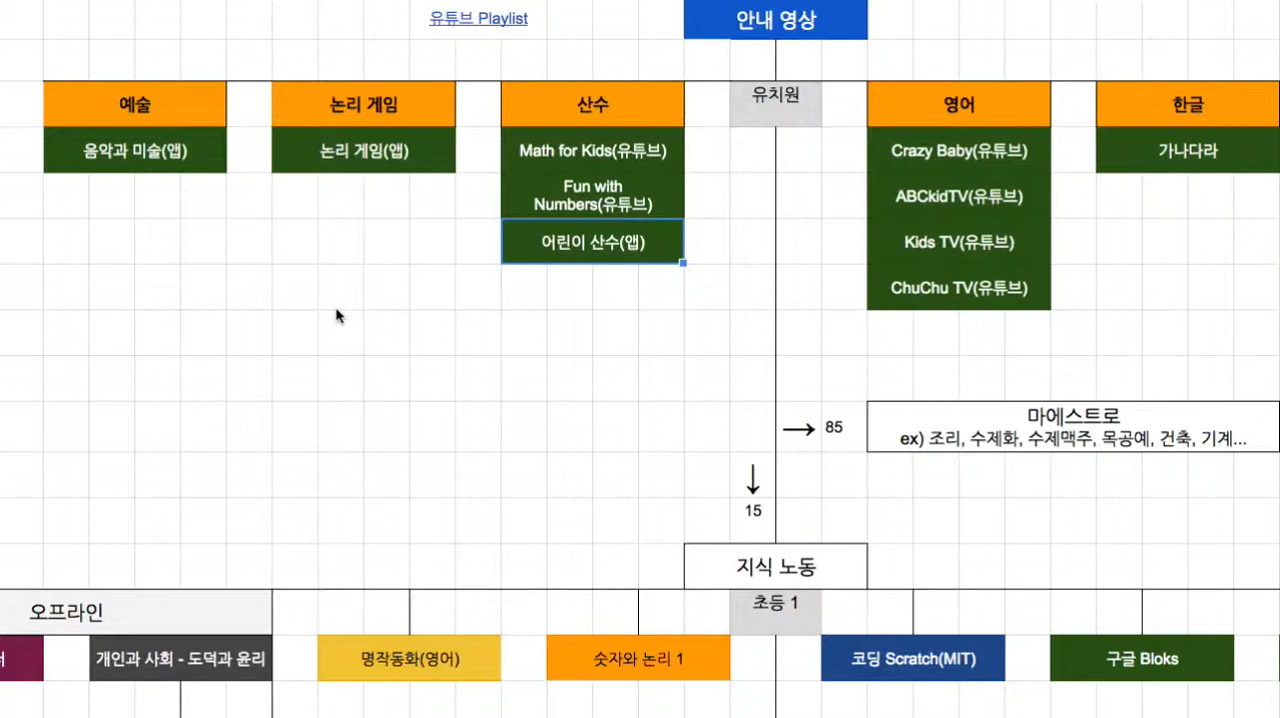 유튜브 Playlist
안내 영상
예술
논리 게임
산수
유치원
영어
한글
음악과 미술(앱)
논리 게임(앱)
Math for Kids(유튜브)
Crazy Baby(유튜브)
가나다라
Fun with
Numbers(유튜브)
ABCkidTV(유튜브)
어린이 산수(앱)
Kids TV(유튜브)
ChuChu TV(유튜브)
→ 85
마에스트로
ex) 조리, 수제화, 수제맥주, 목공예, 건축, 기계...
↓
15
지식 노동
오프라인
초등 1
개인과 사회 - 도덕과 윤리
명작동화(영어)
숫자와 논리 1
코딩 Scratch(MIT)
구글 Bloks